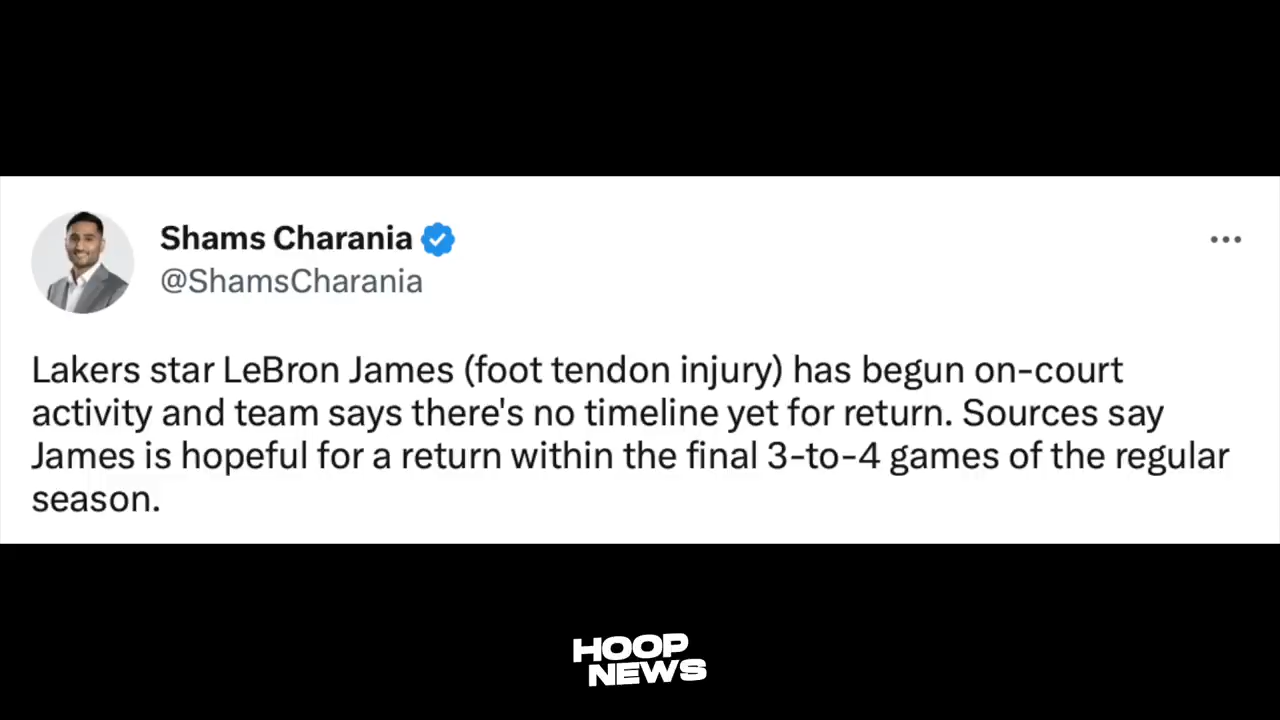 Shams Charania
@ShamsCharania
Lakers star LeBron James (foot tendon injury) has begun on-court
activity and team says there's no timeline yet for return. Sources say
James is hopeful for a return within the final 3-to-4 games of the regular
season.
HOOP
NEWS